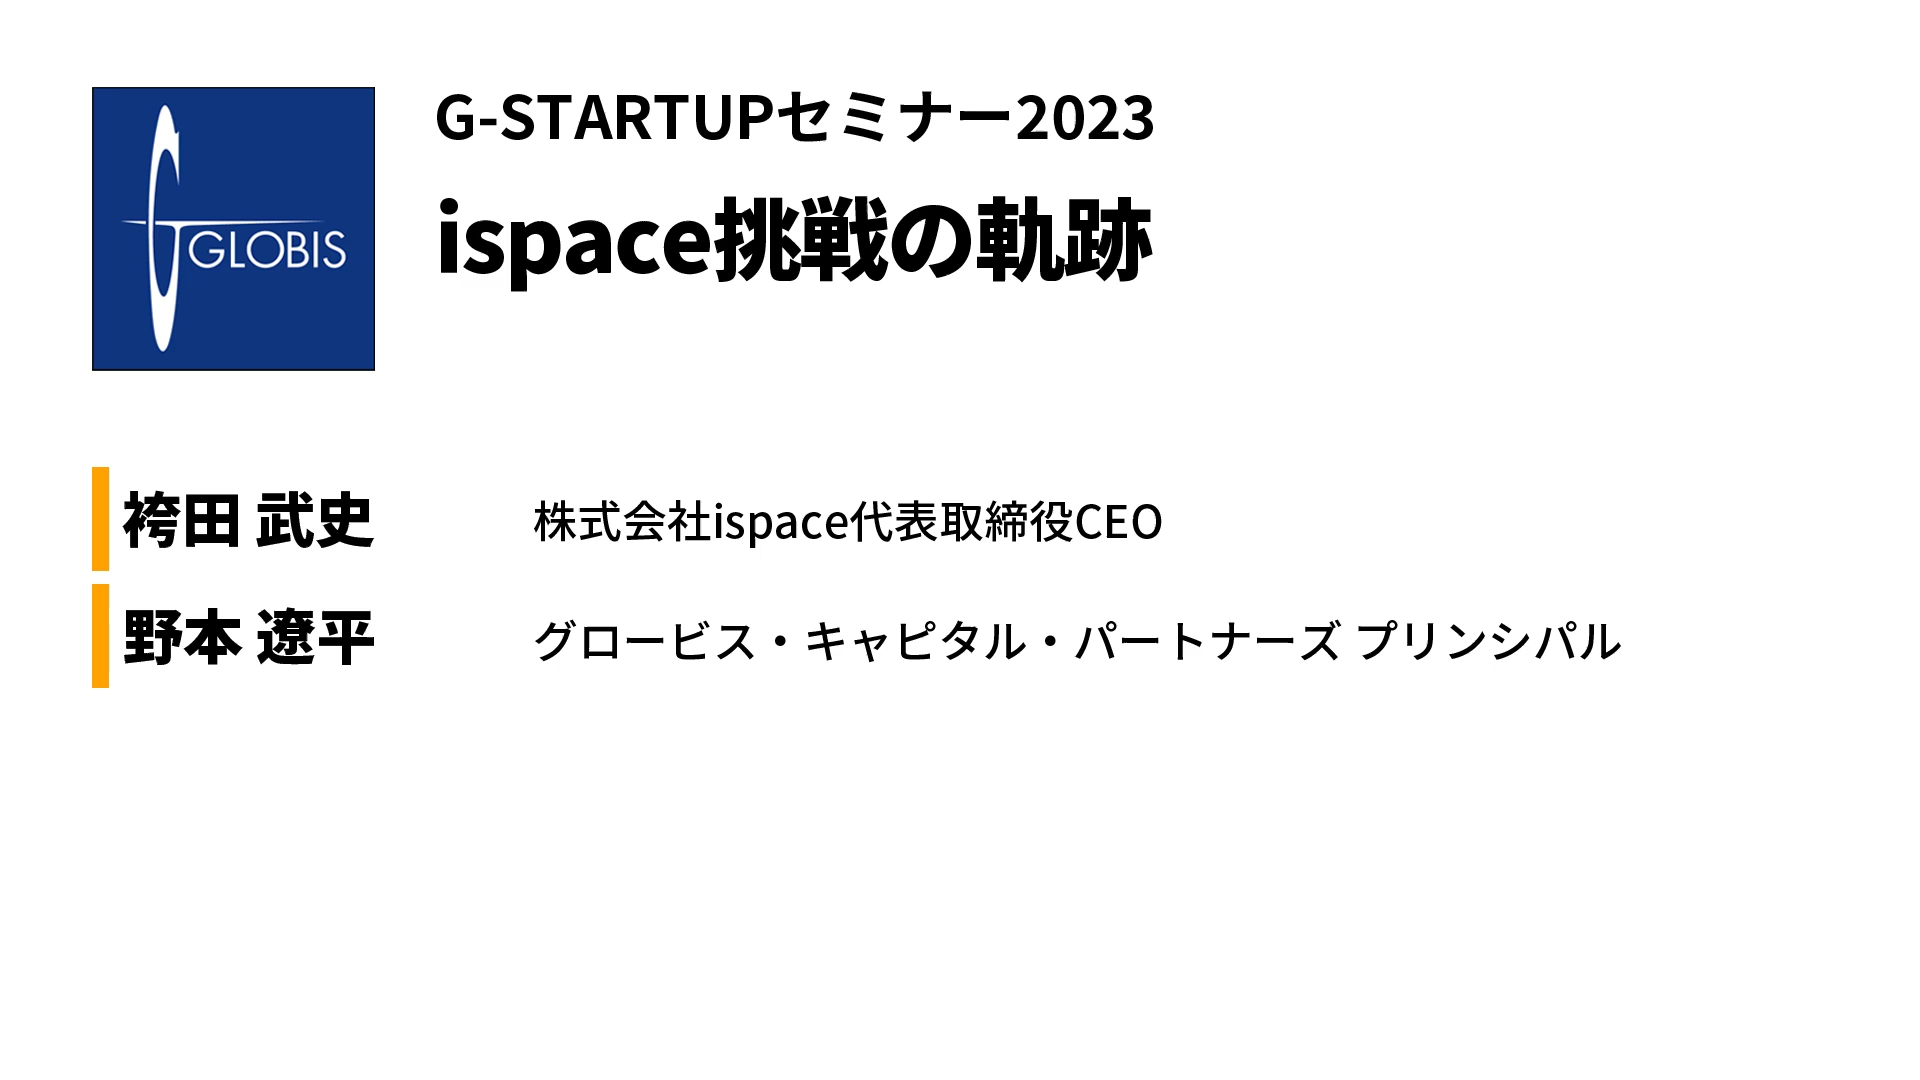 GLOBIS
G-STARTUPセミナー2023
ispace挑戦の軌跡
袴田 武史
株式会社ispace代表取締役CEO
野本 遼平
グロービス・キャピタル・パートナーズ プリンシパル